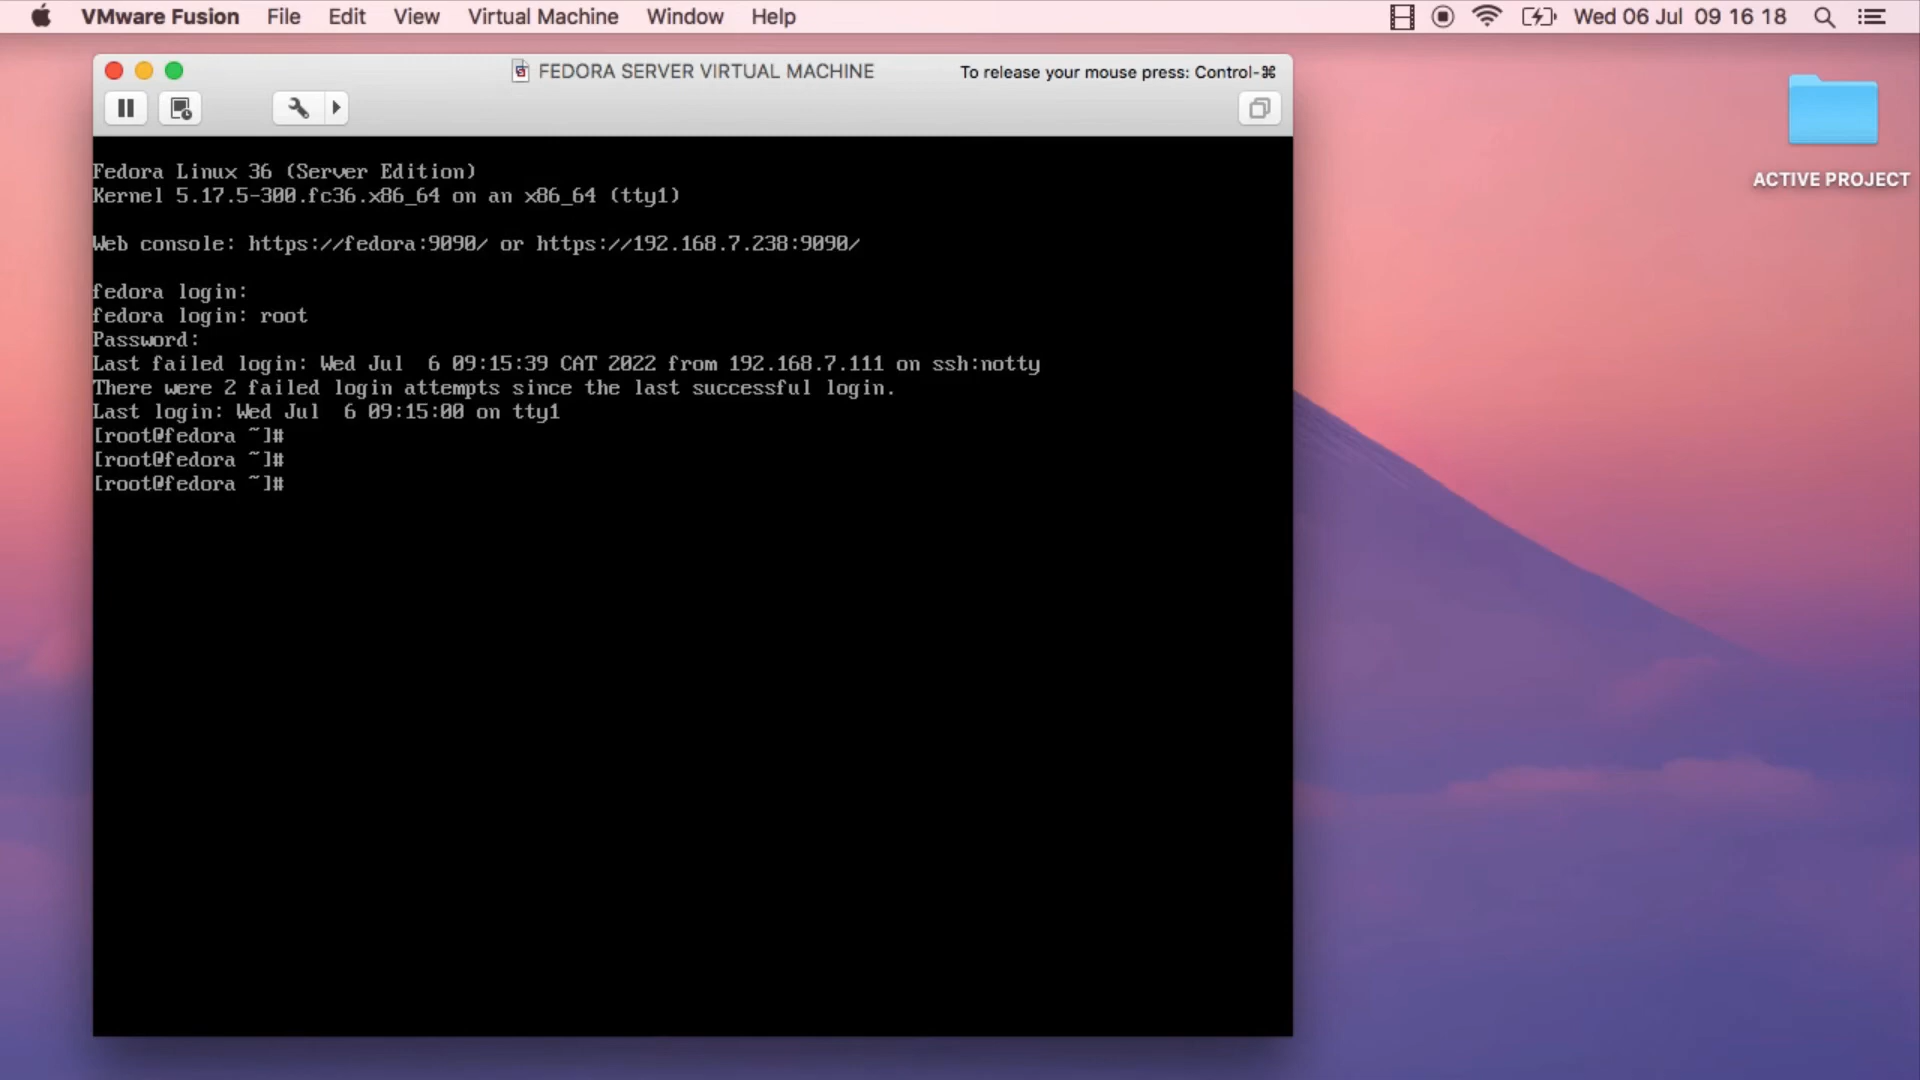 VMware Fusion File Edit View Virtual Machine Window Help Wed 06 Jul 09 16 18
FEDORA SERVER VIRTUAL MACHINE To release your mouse press: Control-⌘
ACTIVE PROJECT
Fedora Linux 36 (Server Edition)
Kernel 5.17.5-300.fc36.x86_64 on an x86_64 (tty1)
Web console: https://fedora:9090/ or https://192.168.7.238:9090/
fedora login:
fedora login: root
Password:
Last failed login: Wed Jul  6 09:15:39 CAT 2022 from 192.168.7.111 on ssh:notty
There were 2 failed login attempts since the last successful login.
Last login: Wed Jul  6 09:15:00 on tty1
[root@fedora ~]#
[root@fedora ~]#
[root@fedora ~]#